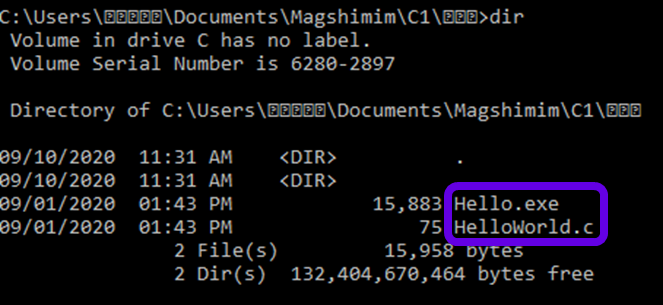 C:\Users\￿￿￿￿￿\Documents\Magshimim\C1\￿￿￿>dir
Volume in drive C has no label.
Volume Serial Number is 6280-2897
Directory of C:\Users\￿￿￿￿￿\Documents\Magshimim\C1\￿￿￿
09/10/2020 11:31 AM <DIR> .
09/10/2020 11:31 AM <DIR>
09/01/2020 01:43 PM 15,883 Hello.exe
09/01/2020 01:43 PM 75 HelloWorld.c
2 File(s) 15,958 bytes
2 Dir(s) 132,404,670,464 bytes free